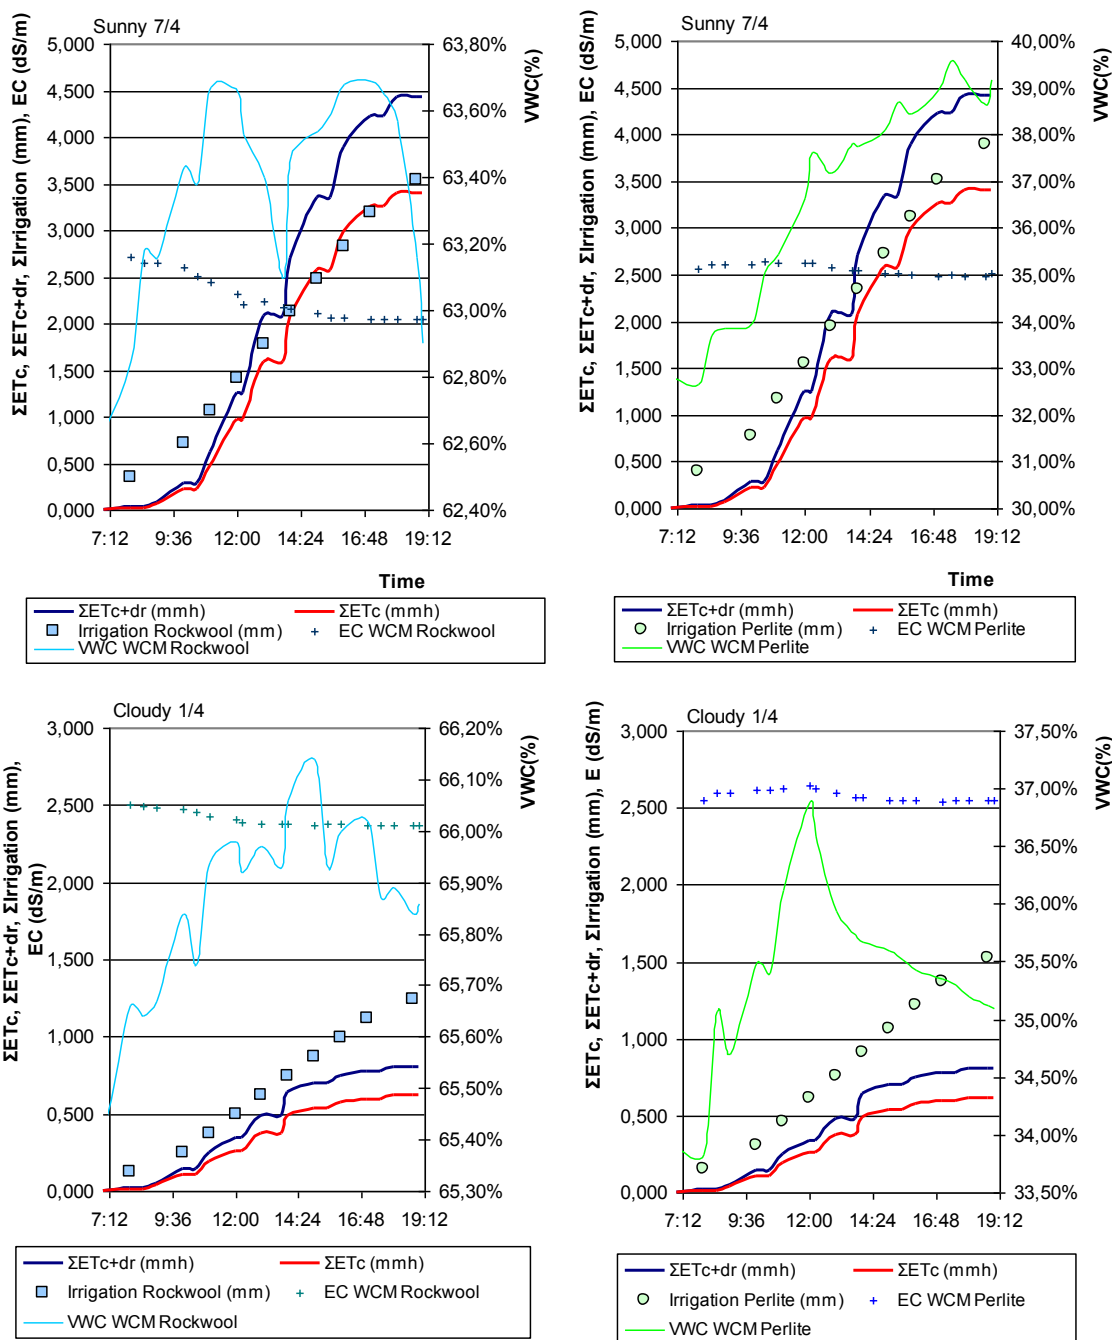 Sunny 7/4
ΣETc, ΣETc+dr, ΣIrrigation (mm), EC (dS/m)
5,000
4,500
4,000
3,500
3,000
2,500
2,000
1,500
1,000
0,500
0,000
63,80%
63,60%
63,40%
63,20%
63,00%
62,80%
62,60%
62,40%
VWC(%)
7:12 9:36 12:00 14:24 16:48 19:12
Time
ΣETc+dr (mmh) ΣETc (mmh)
Irrigation Rockwool (mm) EC WCM Rockwool
VWC WCM Rockwool
Sunny 7/4
ΣETc, ΣETc+dr, ΣIrrigation (mm), EC (dS/m)
5,000
4,500
4,000
3,500
3,000
2,500
2,000
1,500
1,000
0,500
0,000
40,00%
39,00%
38,00%
37,00%
36,00%
35,00%
34,00%
33,00%
32,00%
31,00%
30,00%
VWC(%)
7:12 9:36 12:00 14:24 16:48 19:12
Time
ΣETc+dr (mmh) ΣETc (mmh)
Irrigation Perlite (mm) EC WCM Perlite
VWC WCM Perlite
Cloudy 1/4
ΣETc, ΣETc+dr, ΣIrrigation (mm),
EC (dS/m)
3,000
2,500
2,000
1,500
1,000
0,500
0,000
66,20%
66,10%
66,00%
65,90%
65,80%
65,70%
65,60%
65,50%
65,40%
65,30%
VWC(%)
7:12 9:36 12:00 14:24 16:48 19:12
ΣETc+dr (mmh) ΣETc (mmh)
Irrigation Rockwool (mm) EC WCM Rockwool
VWC WCM Rockwool
Cloudy 1/4
ΣETc, ΣETc+dr, ΣIrrigation (mm), E (dS/m)
3,000
2,500
2,000
1,500
1,000
0,500
0,000
37,50%
37,00%
36,50%
36,00%
35,50%
35,00%
34,50%
34,00%
33,50%
VWC(%)
7:12 9:36 12:00 14:24 16:48 19:12
ΣETc+dr (mmh) ΣETc (mmh)
Irrigation Perlite (mm) EC WCM Perlite
VWC WCM Perlite